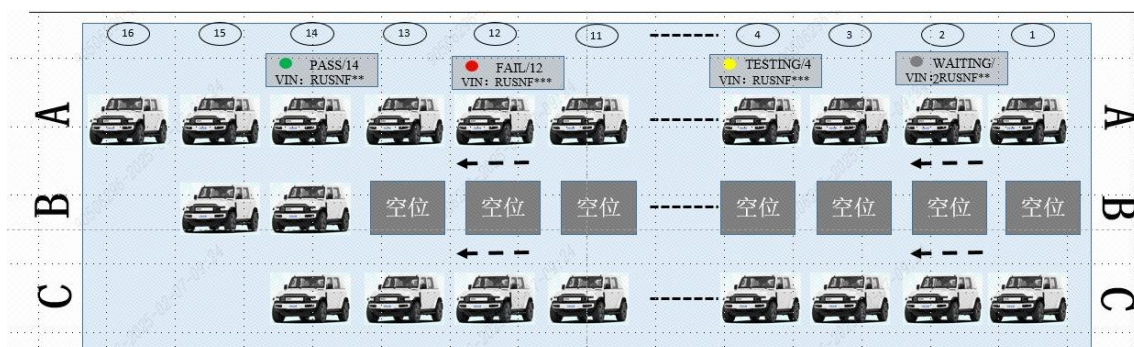 16 15 14 13 12 11 4 3 2 1
PASS/14
VIN: RUSNF**
FAIL/12
VIN: RUSNF***
TESTING/4
VIN: RUSNF***
WAITING/
VIN: 2RUSNF**
A A
B 空位 空位 空位 空位 空位 空位 空位 B
C C